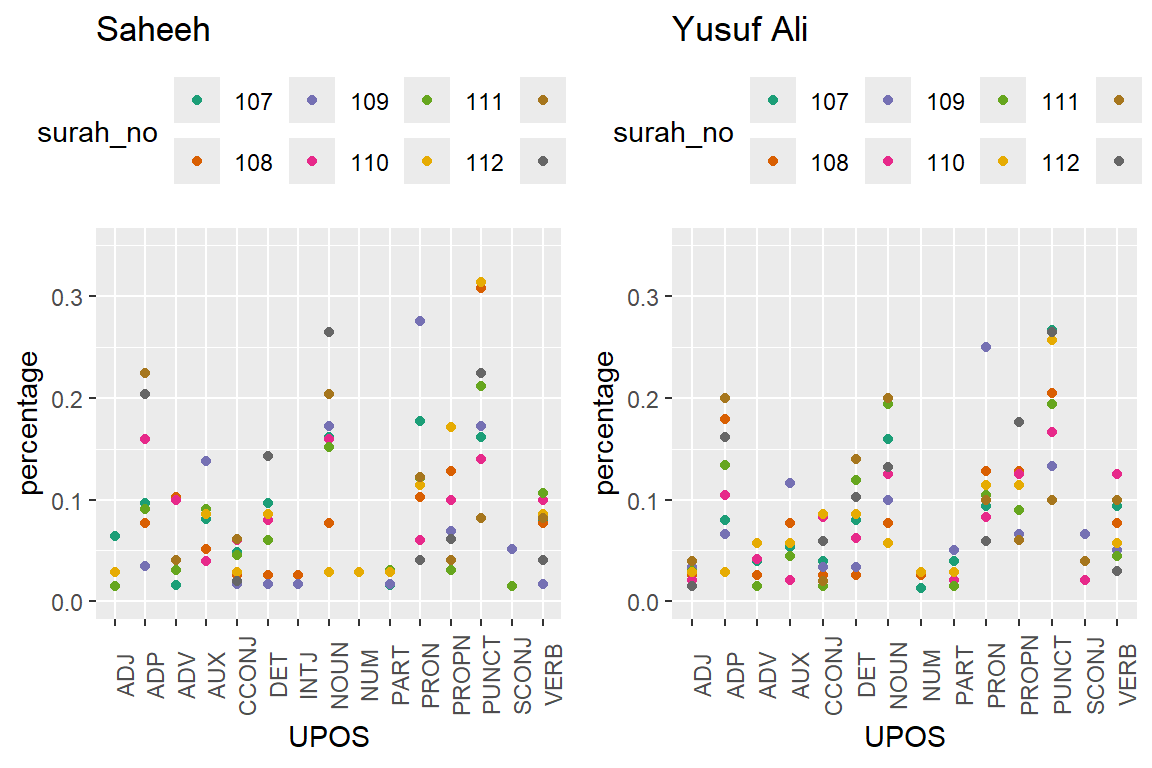 Saheeh
surah_no
107 109 111
108 110 112
percentage
0.3
0.2
0.1
0.0
ADJ
ADP
ADV
AUX
CCONJ
DET
INTJ
NOUN
NUM
PART
PRON
PROPN
PUNCT
SCONJ
VERB
UPOS
Yusuf Ali
surah_no
107 109 111
108 110 112
percentage
0.3
0.2
0.1
0.0
ADJ
ADP
ADV
AUX
CCONJ
DET
NOUN
NUM
PART
PRON
PROPN
PUNCT
SCONJ
VERB
UPOS